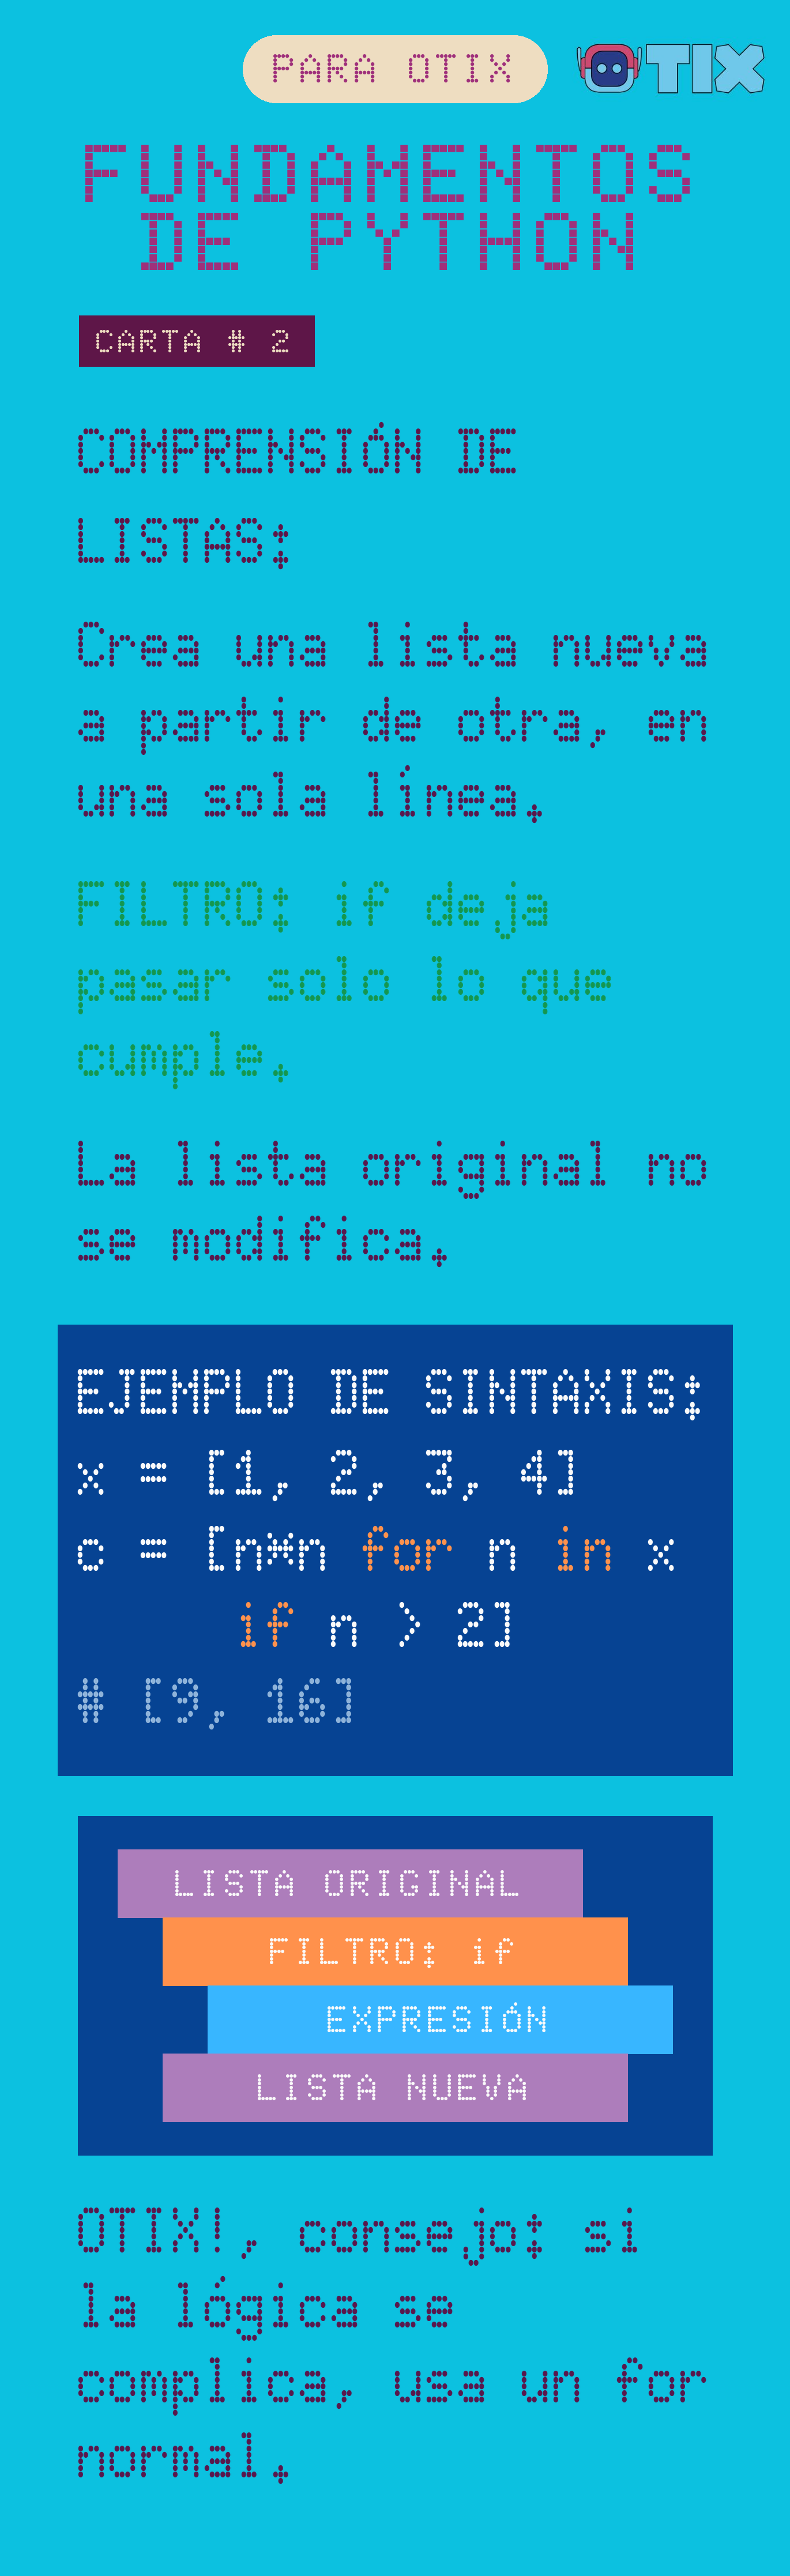 PARA OTIX
OTIX
FUNDAMENTOS
DE PYTHON
CARTA # 2
COMPRENSIÓN DE
LISTAS:
Crea una lista nueva
a partir de otra, en
una sola línea.
FILTRO: if deja
pasar solo lo que
cumple.
La lista original no
se modifica.
EJEMPLO DE SINTAXIS:
x = [1, 2, 3, 4]
c = [n*n for n in x
if n > 2]
# [9, 16]
LISTA ORIGINAL
FILTRO: if
EXPRESIÓN
LISTA NUEVA
OTIX!, consejo: si
la lógica se
complica, usa un for
normal.